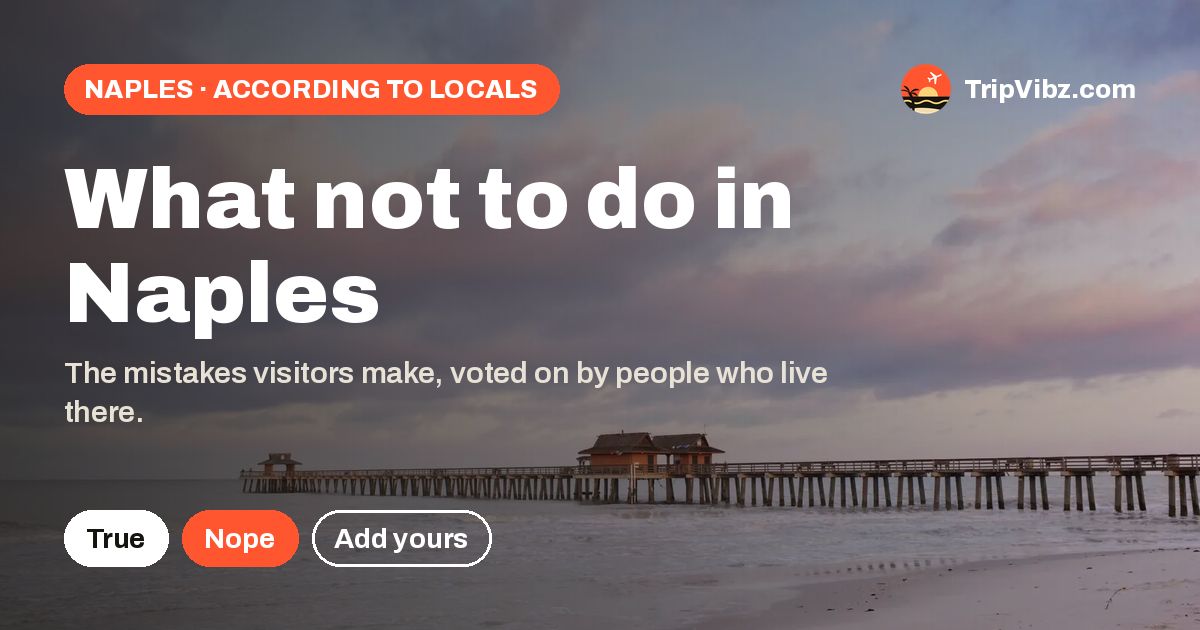 NAPLES · ACCORDING TO LOCALS
TripVibz.com
What not to do in
Naples
The mistakes visitors make, voted on by people who live
there.
True
Nope
Add yours